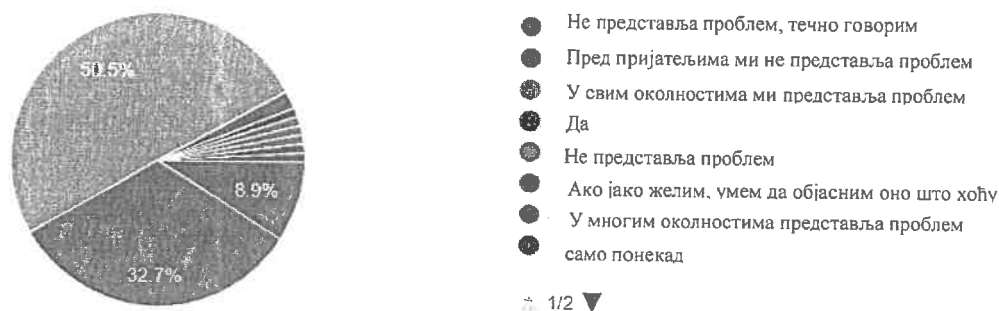 50.5%
8.9%
32.7%
Не представља проблем, течно говорим
Пред пријатељима ми не представља проблем
У свим околностима ми представља проблем
Да
Не представља проблем
Ако јако желим, умем да објасним оно што хоћу
У многим околностима представља проблем
само понекад
1/2